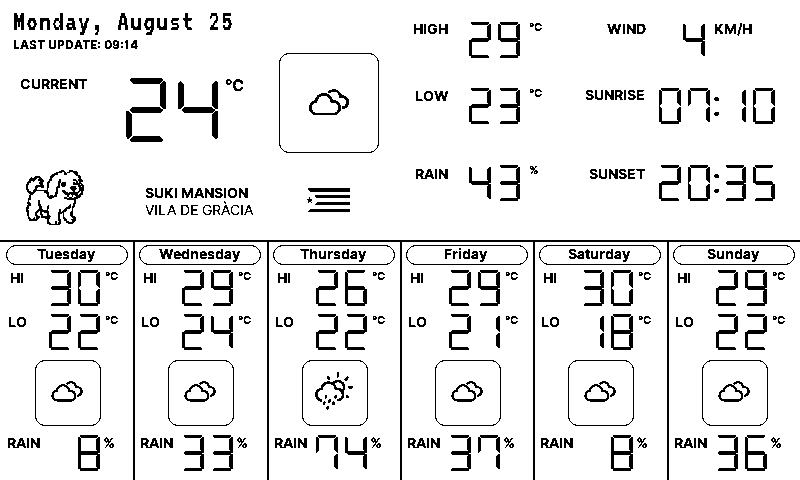 Monday, August 25
LAST UPDATE: 09:14
CURRENT 24 °C
HIGH 29 °C
WIND 4 KM/H
LOW 23 °C
SUNRISE 07:10
RAIN 43 %
SUNSET 20:35
SUKI MANSION
VILA DE GRÀCIA
Tuesday
HI 30 °C
LO 22 °C
RAIN 8 %
Wednesday
HI 29 °C
LO 24 °C
RAIN 33 %
Thursday
HI 26 °C
LO 22 °C
RAIN 74 %
Friday
HI 29 °C
LO 21 °C
RAIN 37 %
Saturday
HI 30 °C
LO 18 °C
RAIN 8 %
Sunday
HI 29 °C
LO 22 °C
RAIN 36 %